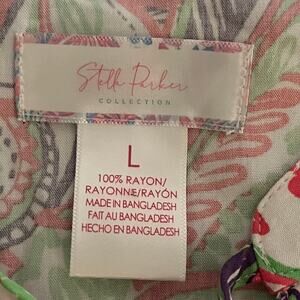 Stella Parker
COLLECTION
L
100% RAYON/
RAYONNE/RAYÓN
MADE IN BANGLADESH
FAIT AU BANGLADESH
HECHO EN BANGLADESH